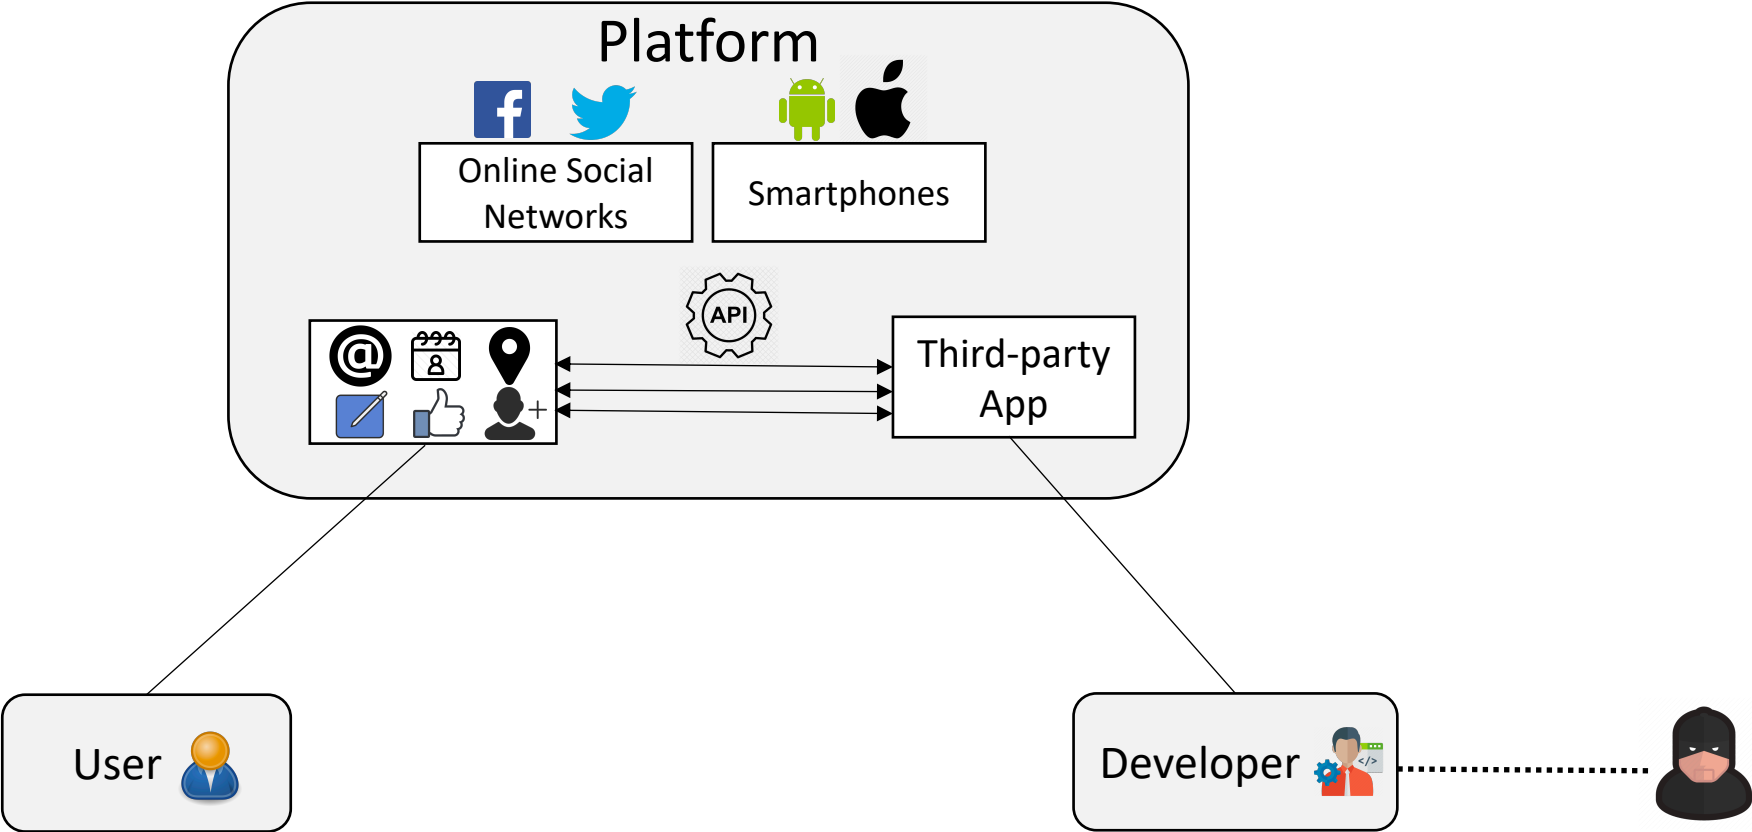 Platform
Online Social
Networks
Smartphones
API
Third-party
App
User
Developer